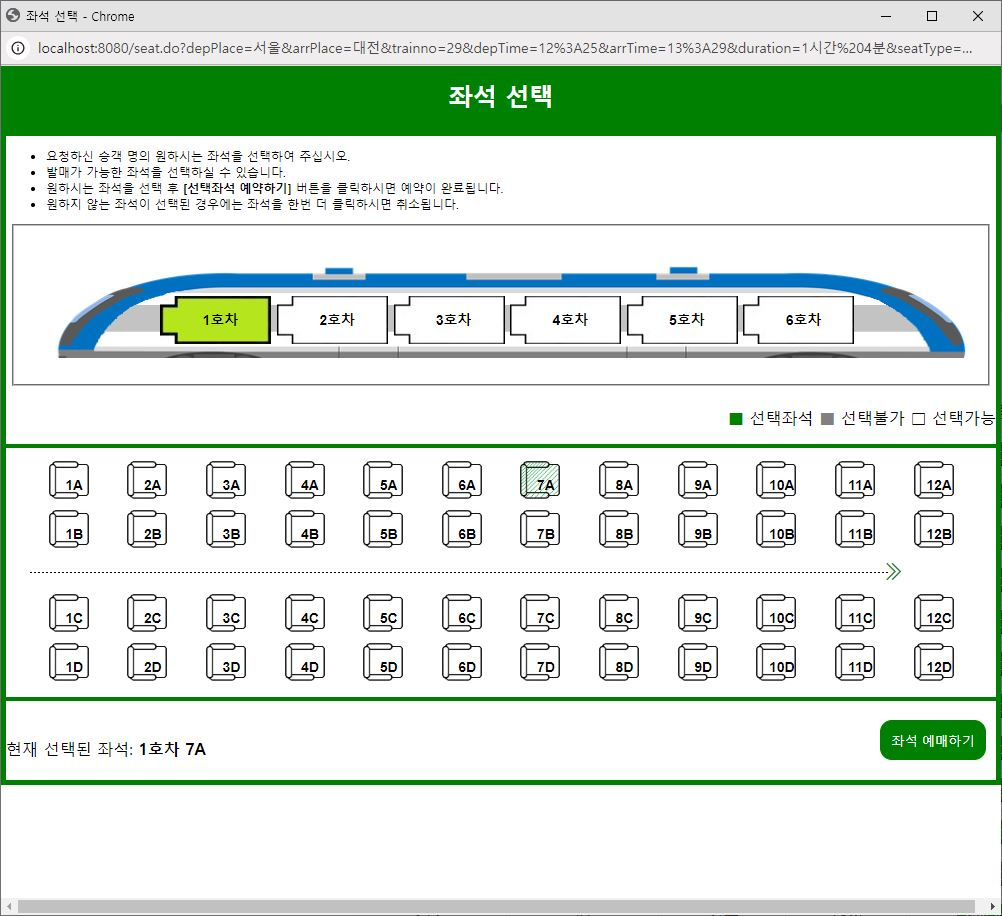 좌석 선택 - Chrome
localhost:8080/seat.do?depPlace=서울&arrPlace=대전&trainno=29&depTime=12%3A25&arrTime=13%3A29&duration=1시간%204분&seatType=...
좌석 선택
요청하신 승객 명의 원하시는 좌석을 선택하여 주십시오.
발매가 가능한 좌석을 선택하실 수 있습니다.
원하시는 좌석을 선택 후 [선택좌석 예약하기] 버튼을 클릭하시면 예약이 완료됩니다.
원하지 않는 좌석이 선택된 경우에는 좌석을 한번 더 클릭하시면 취소됩니다.
1호차 2호차 3호차 4호차 5호차 6호차
선택좌석 선택불가 선택가능
1A 2A 3A 4A 5A 6A 7A 8A 9A 10A 11A 12A
1B 2B 3B 4B 5B 6B 7B 8B 9B 10B 11B 12B
1C 2C 3C 4C 5C 6C 7C 8C 9C 10C 11C 12C
1D 2D 3D 4D 5D 6D 7D 8D 9D 10D 11D 12D
현재 선택된 좌석: 1호차 7A
좌석 예매하기